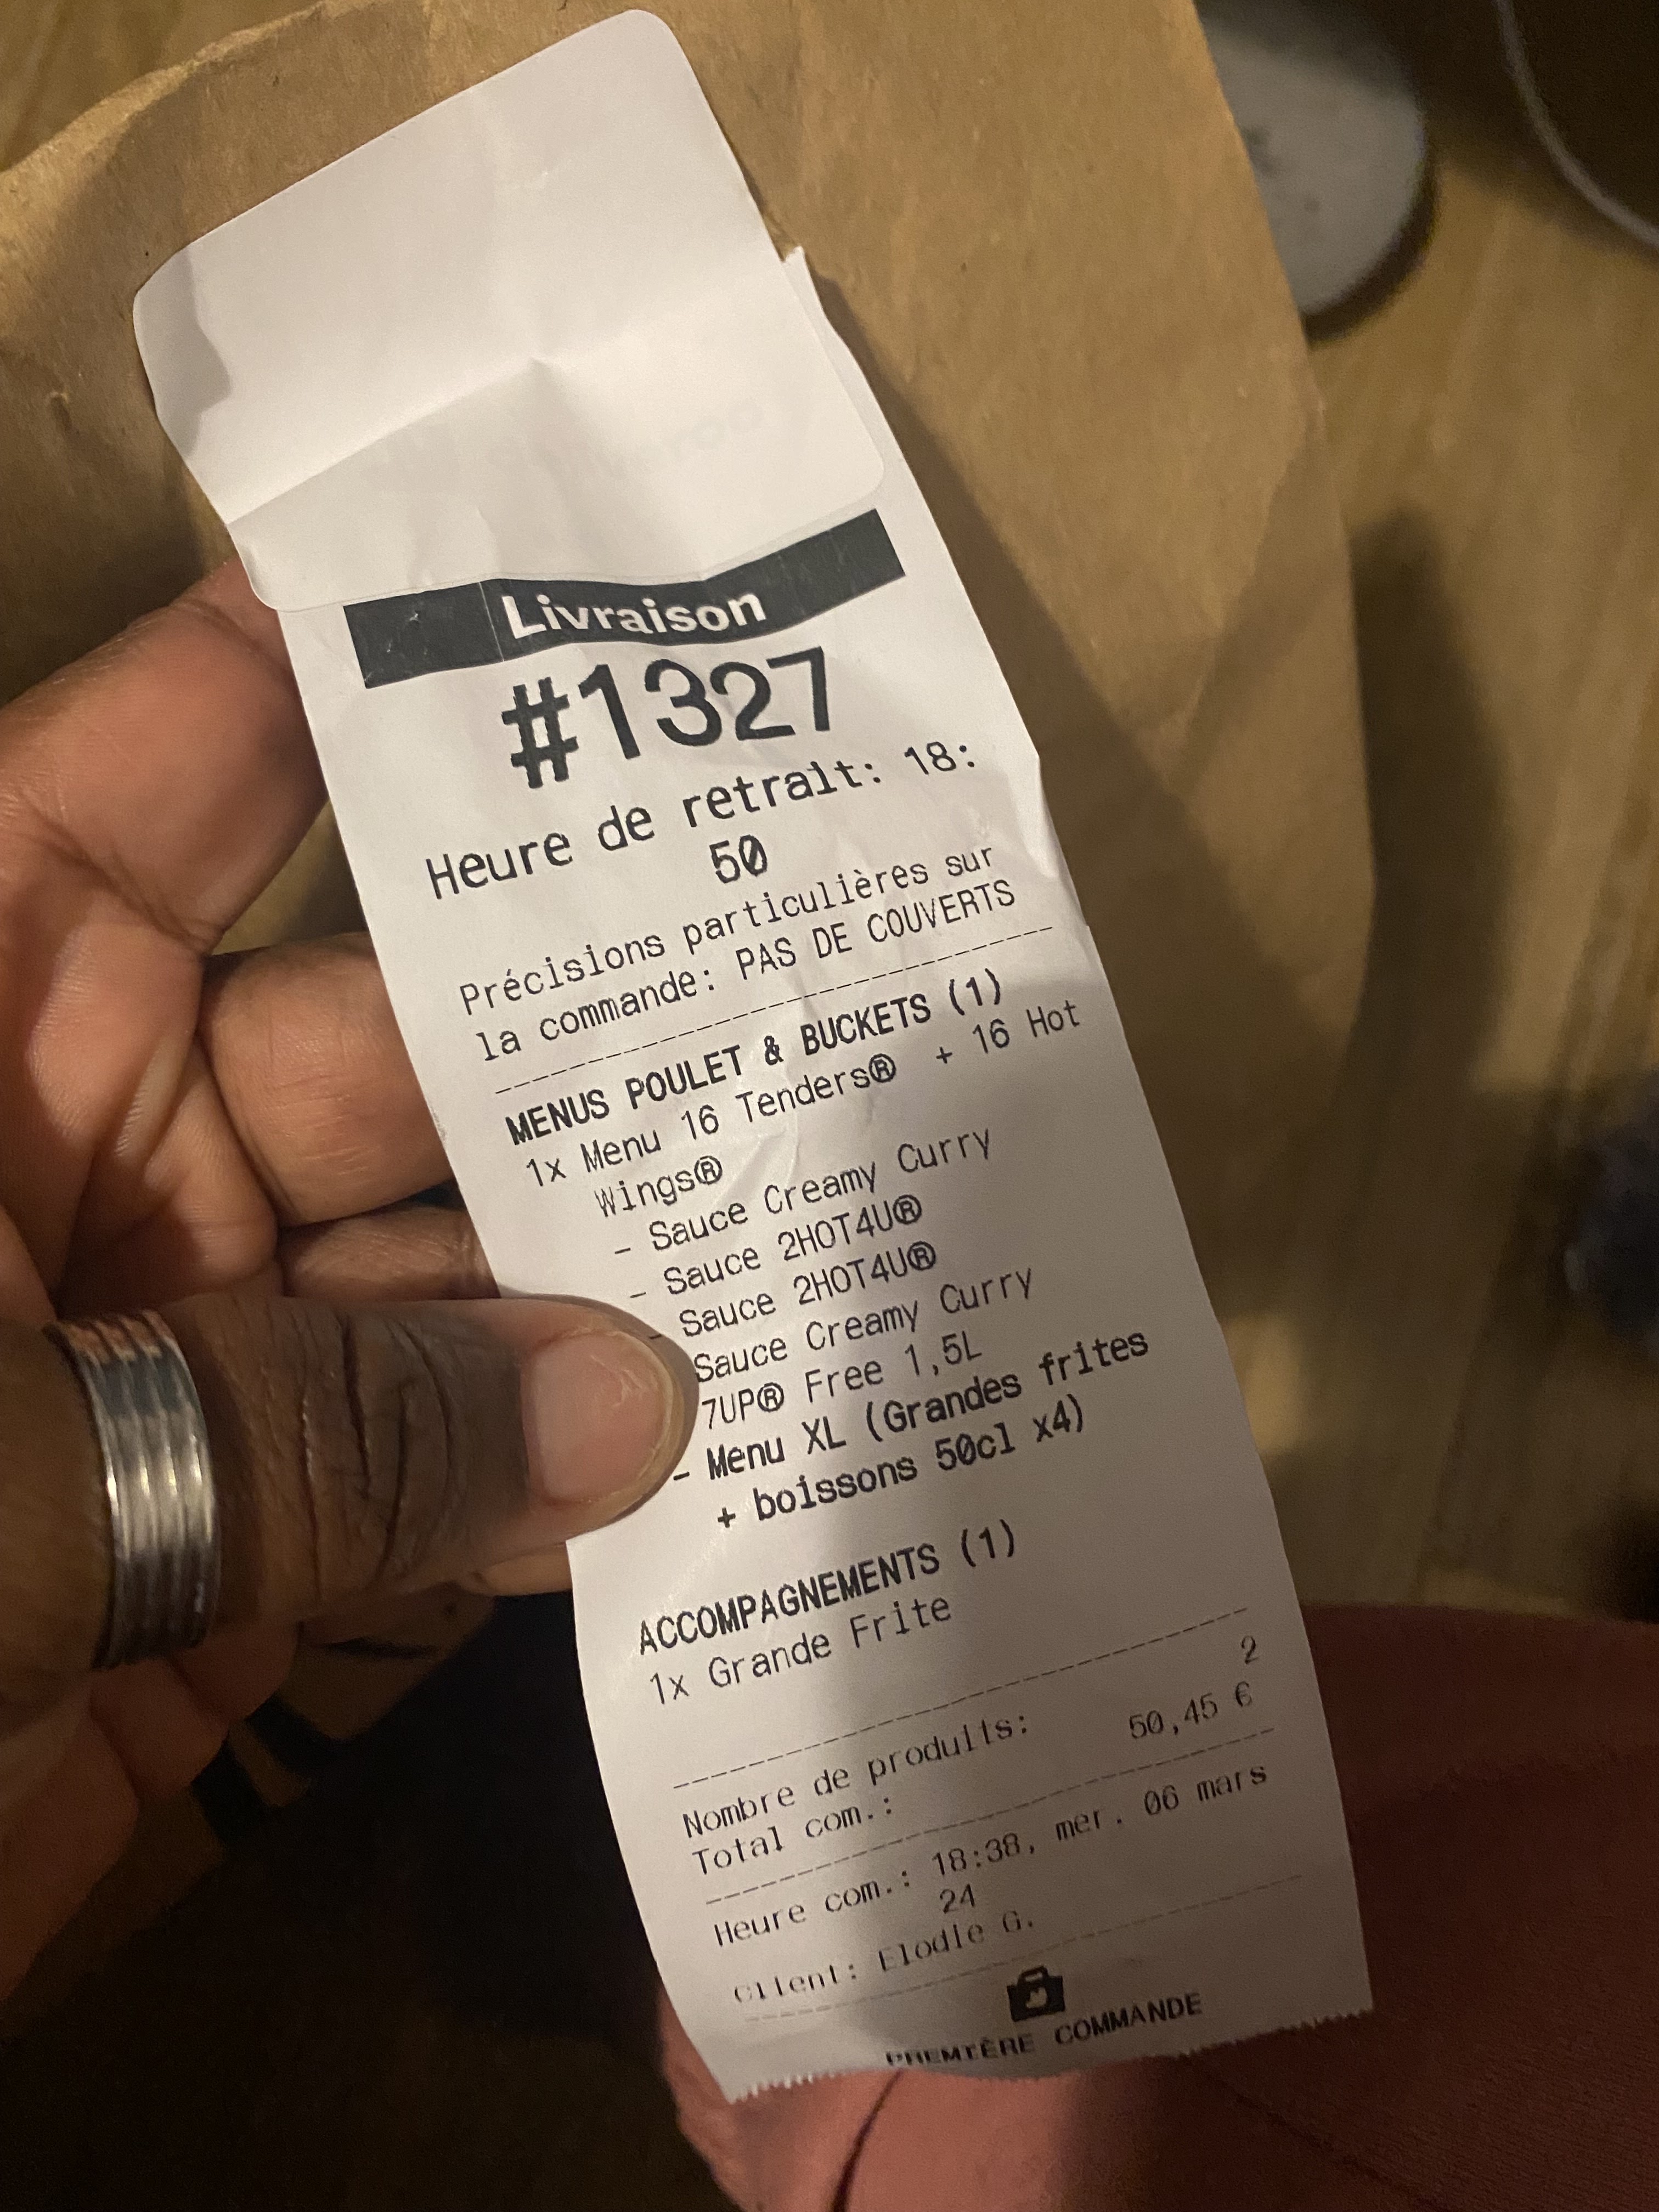 Livraison
#1327
Heure de retrait: 18:
50
Précisions particulières sur
la commande: PAS DE COUVERTS
MENUS POULET & BUCKETS (1)
1x Menu 16 Tenders® + 16 Hot
Wings®
- Sauce Creamy Curry
- Sauce 2HOT4U®
- Sauce 2HOT4U®
Sauce Creamy Curry
7UP® Free 1,5L
- Menu XL (Grandes frites
+ boissons 50cl x4)
ACCOMPAGNEMENTS (1)
1x Grande Frite
Nombre de produits: 2
Total com.: 50,45 €
Heure com.: 18:38, mer. 06 mars
24
Client: Elodie G.
PREMIÈRE COMMANDE